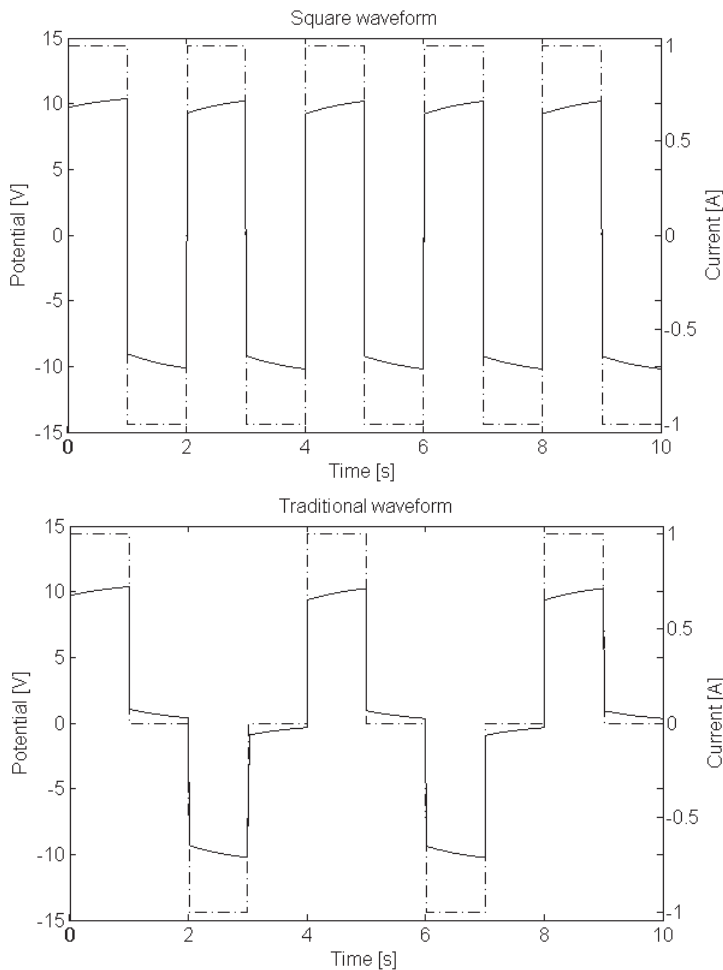 Square waveform
15
10
5
0
-5
-10
-15
Potential [V]
1
0.5
0
-0.5
-1
Current [A]
0 2 4 6 8 10
Time [s]
Traditional waveform
15
10
5
0
-5
-10
-15
Potential [V]
1
0.5
0
-0.5
-1
Current [A]
0 2 4 6 8 10
Time [s]